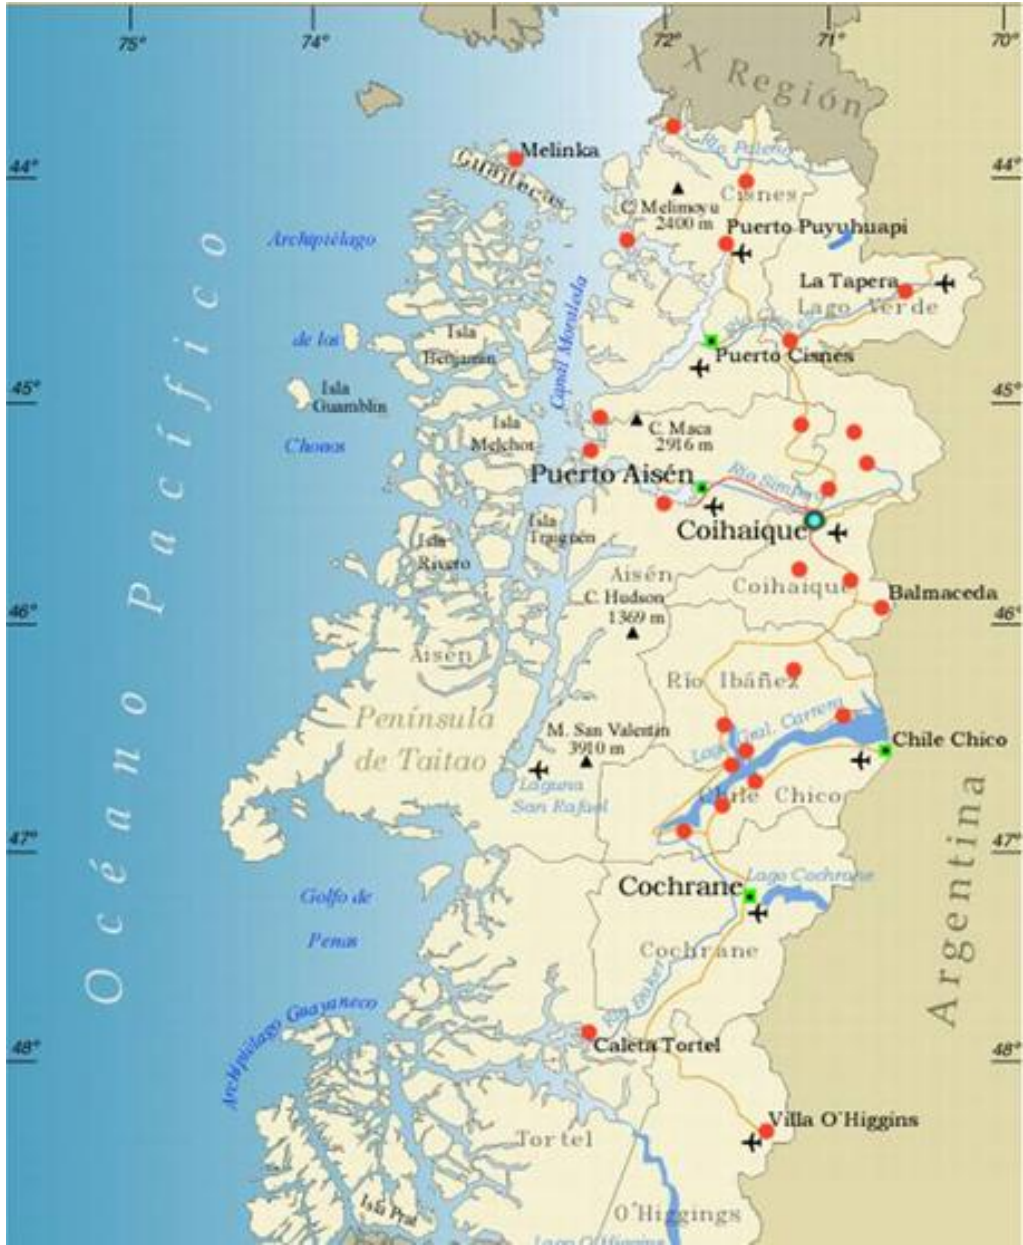 75°
74°
72°
71°
70°
X Región
44°
44°
Melinka
Guaitecas
Río Palena
Cisnes
C. Melimoyu
2400 m
Puerto Puyuhuapi
Archipiélago
de los
Chonos
Canal Moraleda
La Tapera
Lago Verde
Isla
Benjamin
Puerto Cisnes
Isla
Guamblin
45°
45°
Isla
Melchor
C. Maca
2916 m
Puerto Aisén
Río Simpson
Coihaique
Isla
Traiguén
Isla
Rivero
Aisén
Coihaique
C. Hudson
1369 m
Balmaceda
46°
46°
Aisén
Río Ibáñez
Península
de Taitao
M. San Valentin
3910 m
Lago Gral. Carrera
Chile Chico
Laguna
San Rafael
Chile Chico
47°
47°
Océano Pacífico
Argentina
Golfo de
Penas
Cochrane
Lago Cochrane
Cochrane
Archipiélago Guayaneco
Río Baker
Caleta Tortel
48°
48°
Villa O'Higgins
Tortel
Isla Prat
O'Higgings
Lago O'Higgins